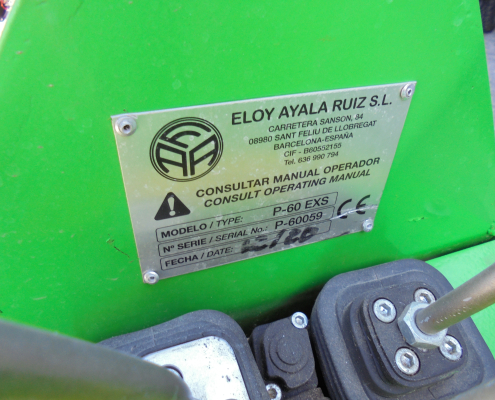 ELOY AYALA RUIZ S.L.
CARRETERA SANSON, 84
08980 SANT FELIU DE LLOBREGAT
BARCELONA-ESPAÑA
CIF - B60552155
Tel. 636 990 794
CONSULTAR MANUAL OPERADOR
CONSULT OPERATING MANUAL
MODELO / TYPE: P-60 EXS
Nº SERIE / SERIAL No.: P-60059
FECHA / DATE:
CE